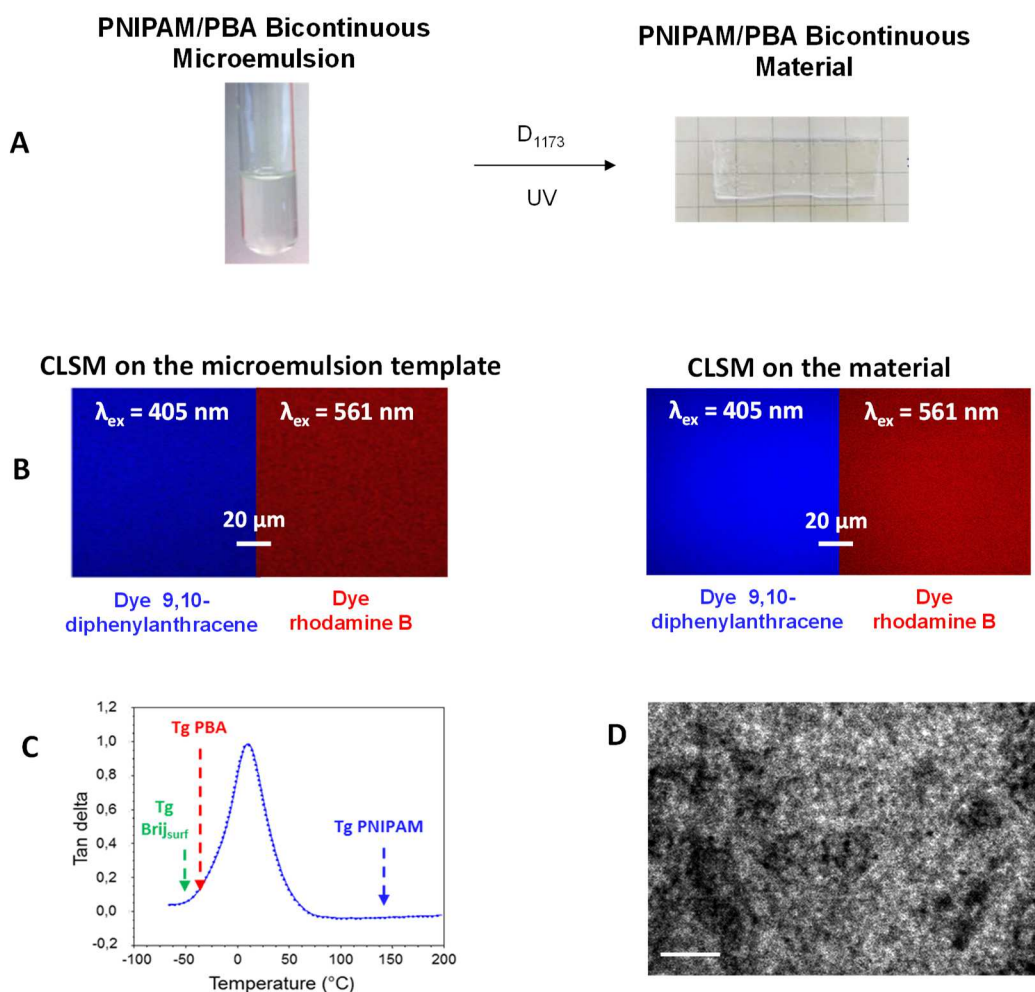 PNIPAM/PBA Bicontinuous
Microemulsion
PNIPAM/PBA Bicontinuous
Material
A
D1173
UV
CLSM on the microemulsion template
CLSM on the material
B
λex = 405 nm
λex = 561 nm
20 µm
λex = 405 nm
λex = 561 nm
20 µm
Dye 9,10-
diphenylanthracene
Dye
rhodamine B
Dye 9,10-
diphenylanthracene
Dye
rhodamine B
C
Tan delta
1,2
1,0
0,8
0,6
0,4
0,2
0,0
-0,2
Tg PBA
Tg
Brijsurf
Tg PNIPAM
-100
-50
0
50
100
150
200
Temperature (°C)
D